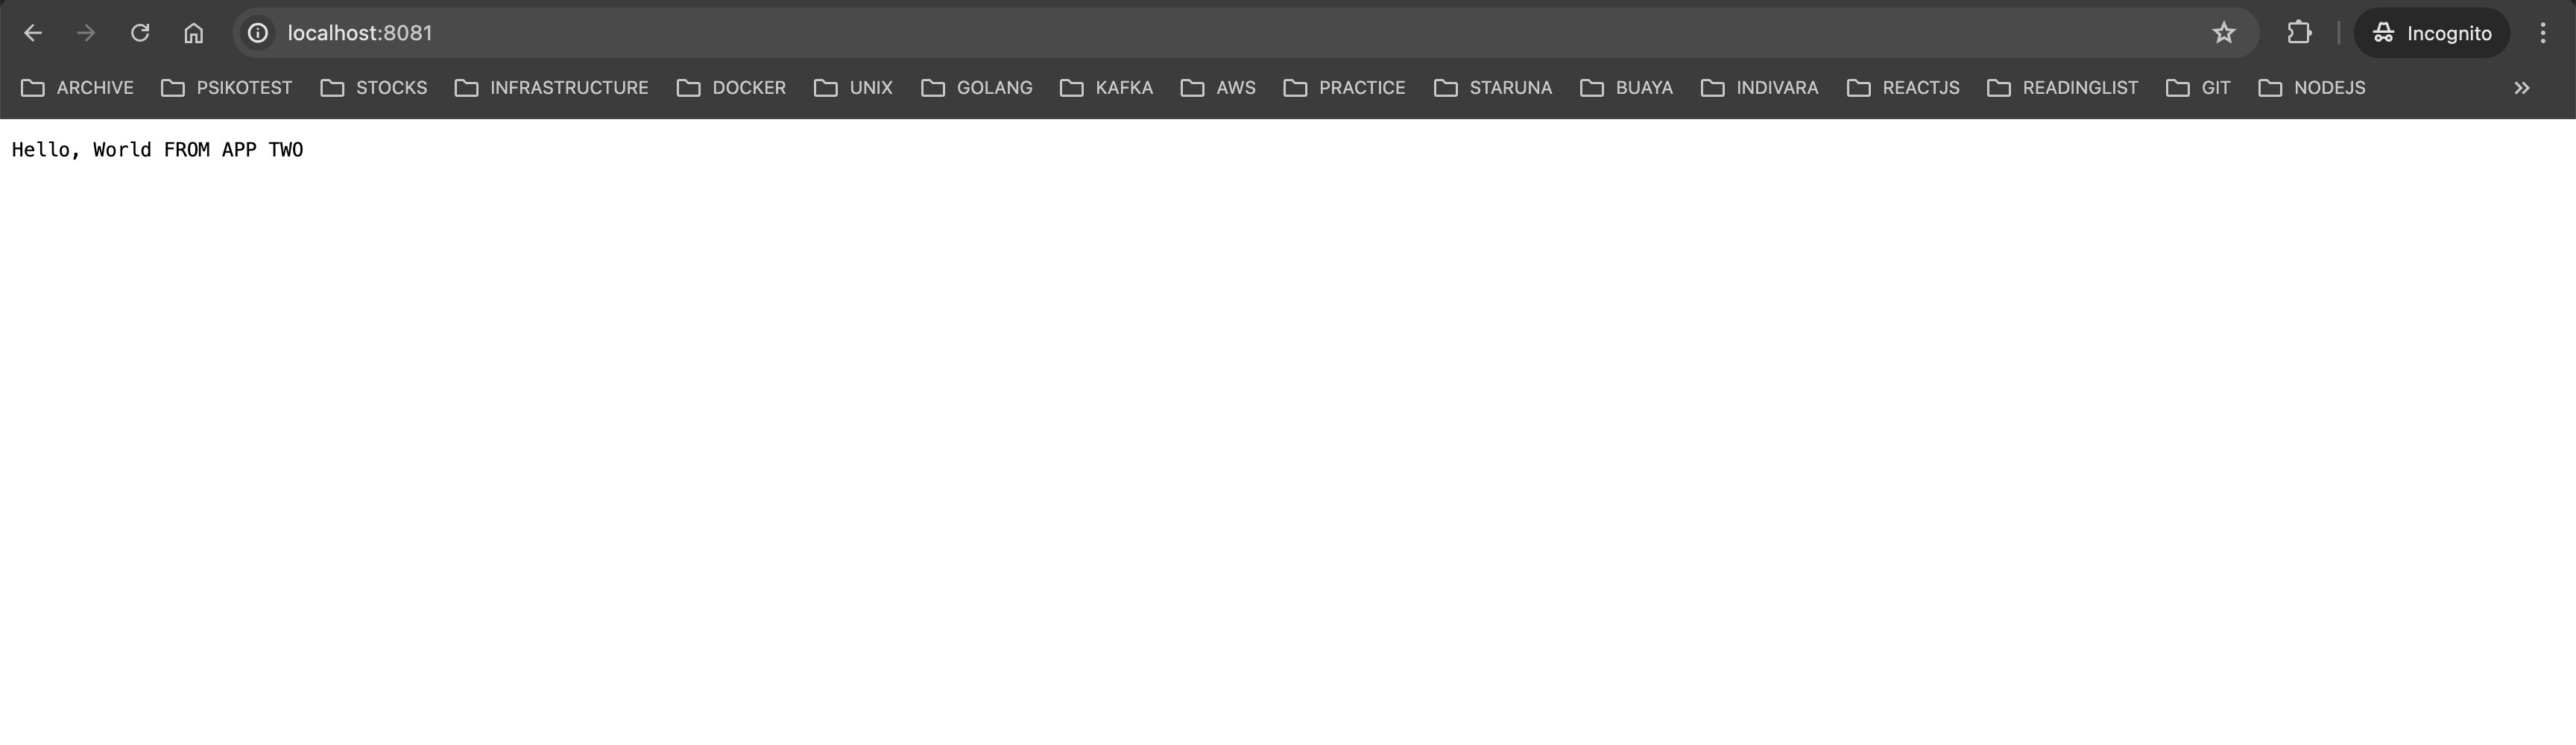 localhost:8081
Incognito
ARCHIVE PSIKOTEST STOCKS INFRASTRUCTURE DOCKER UNIX GOLANG KAFKA AWS PRACTICE STARUNA BUAYA INDIVARA REACTJS READINGLIST GIT NODEJS
Hello, World FROM APP TWO